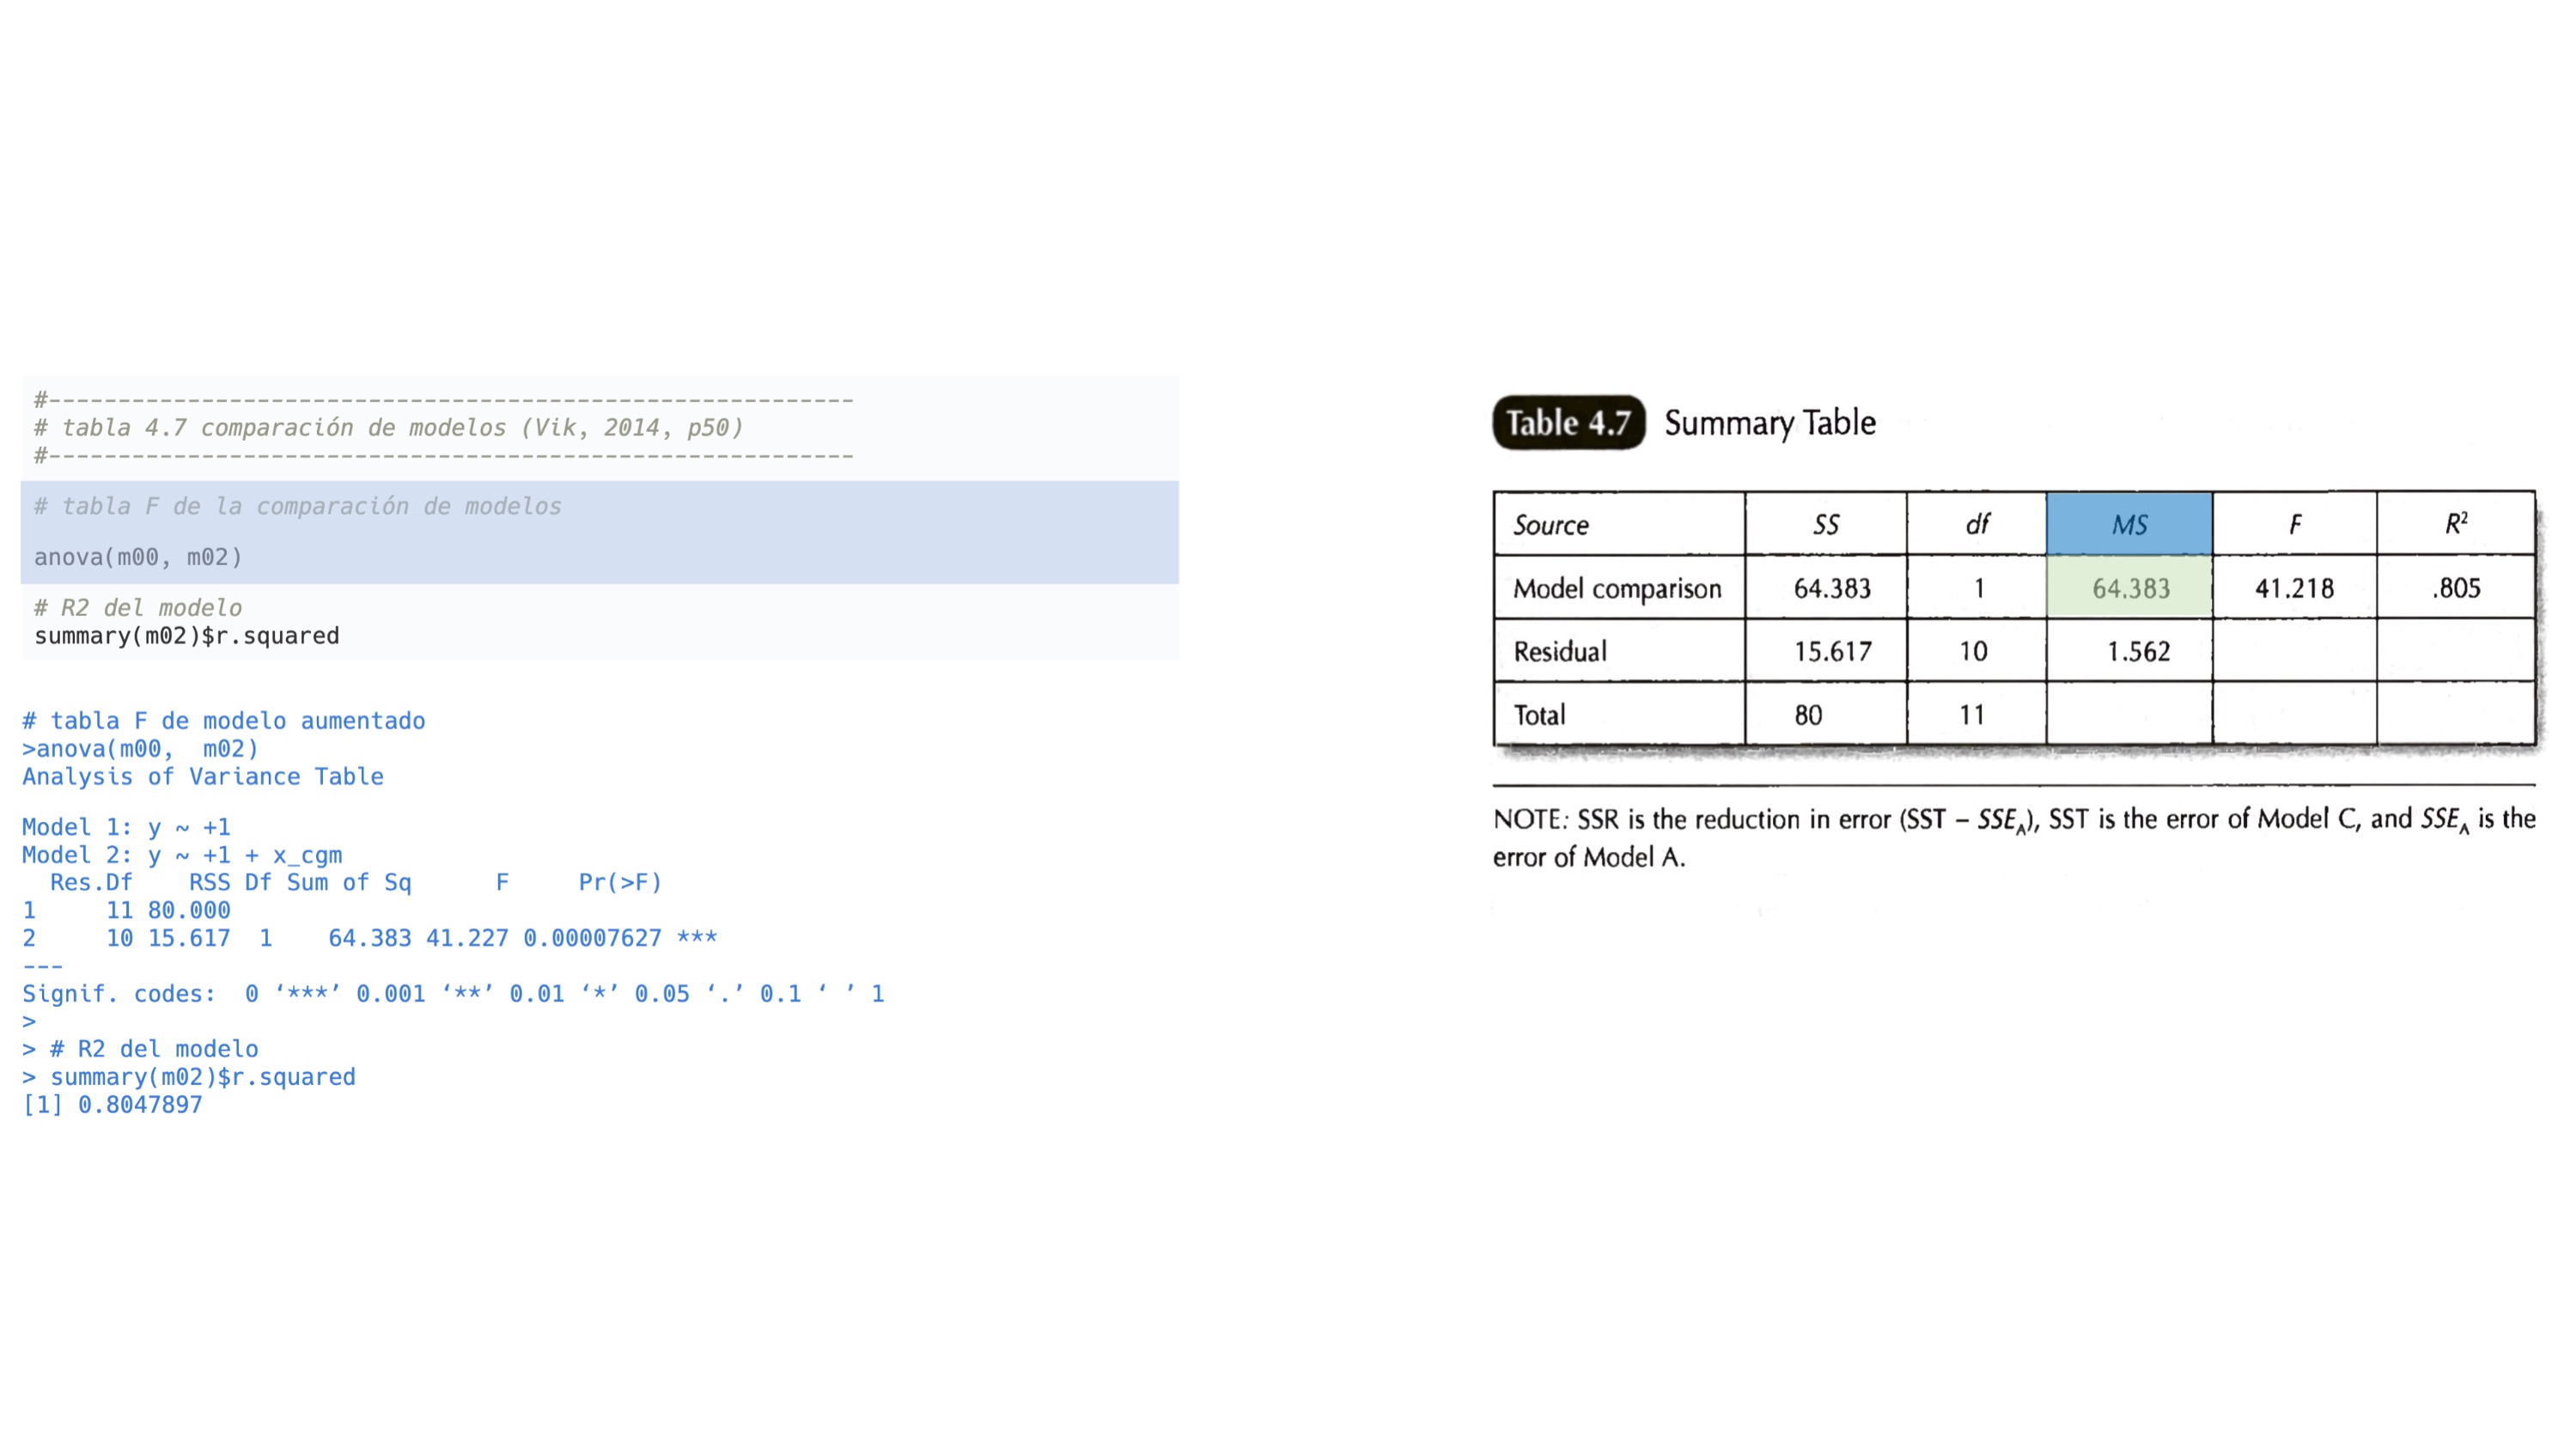 #----------------------------------------------------------
# tabla 4.7 comparación de modelos (Vik, 2014, p50)
#----------------------------------------------------------
# tabla F de la comparación de modelos
anova(m00, m02)
# R2 del modelo
summary(m02)$r.squared
# tabla F de modelo aumentado
>anova(m00,  m02)
Analysis of Variance Table
Model 1: y ~ +1
Model 2: y ~ +1 + x_cgm
  Res.Df    RSS Df Sum of Sq      F     Pr(>F)
1     11 80.000
2     10 15.617  1    64.383 41.227 0.00007627 ***
---
Signif. codes:  0 ‘***’ 0.001 ‘**’ 0.01 ‘*’ 0.05 ‘.’ 0.1 ‘ ’ 1
>
> # R2 del modelo
> summary(m02)$r.squared
[1] 0.8047897
Table 4.7 Summary Table
Source SS df MS F R²
Model comparison 64.383 1 64.383 41.218 .805
Residual 15.617 10 1.562
Total 80 11
NOTE: SSR is the reduction in error (SST – SSE_A), SST is the error of Model C, and SSE_A is the
error of Model A.